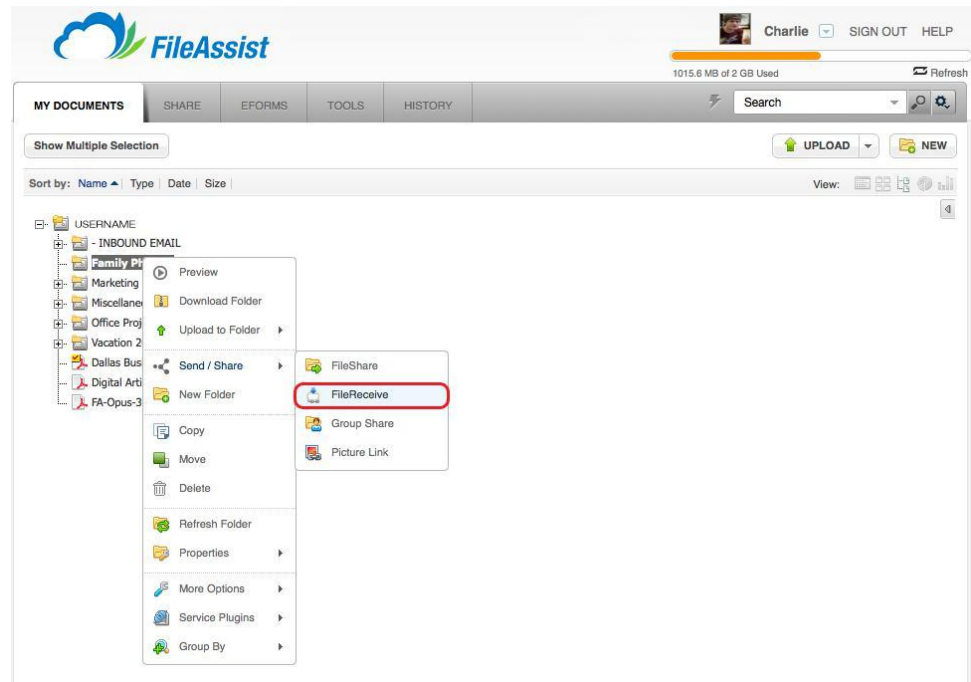 FileAssist
Charlie SIGN OUT HELP
1015.6 MB of 2 GB Used Refresh
MY DOCUMENTS SHARE EFORMS TOOLS HISTORY Search
Show Multiple Selection UPLOAD NEW
Sort by: Name Type Date Size View:
USERNAME
- INBOUND EMAIL
Family Ph
Marketing
Miscellane
Office Proj
Vacation 2
Dallas Bus
Digital Arti
FA-Opus-3
Preview
Download Folder
Upload to Folder
Send / Share
New Folder
Copy
Move
Delete
Refresh Folder
Properties
More Options
Service Plugins
Group By
FileShare
FileReceive
Group Share
Picture Link